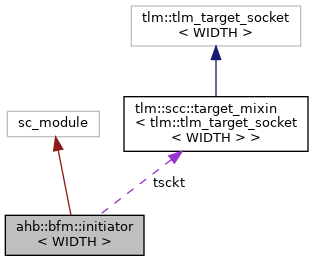 tlm::tlm_target_socket
< WIDTH >
tlm::scc::target_mixin
< tlm::tlm_target_socket
< WIDTH > >
sc_module
tsckt
ahb::bfm::initiator
< WIDTH >